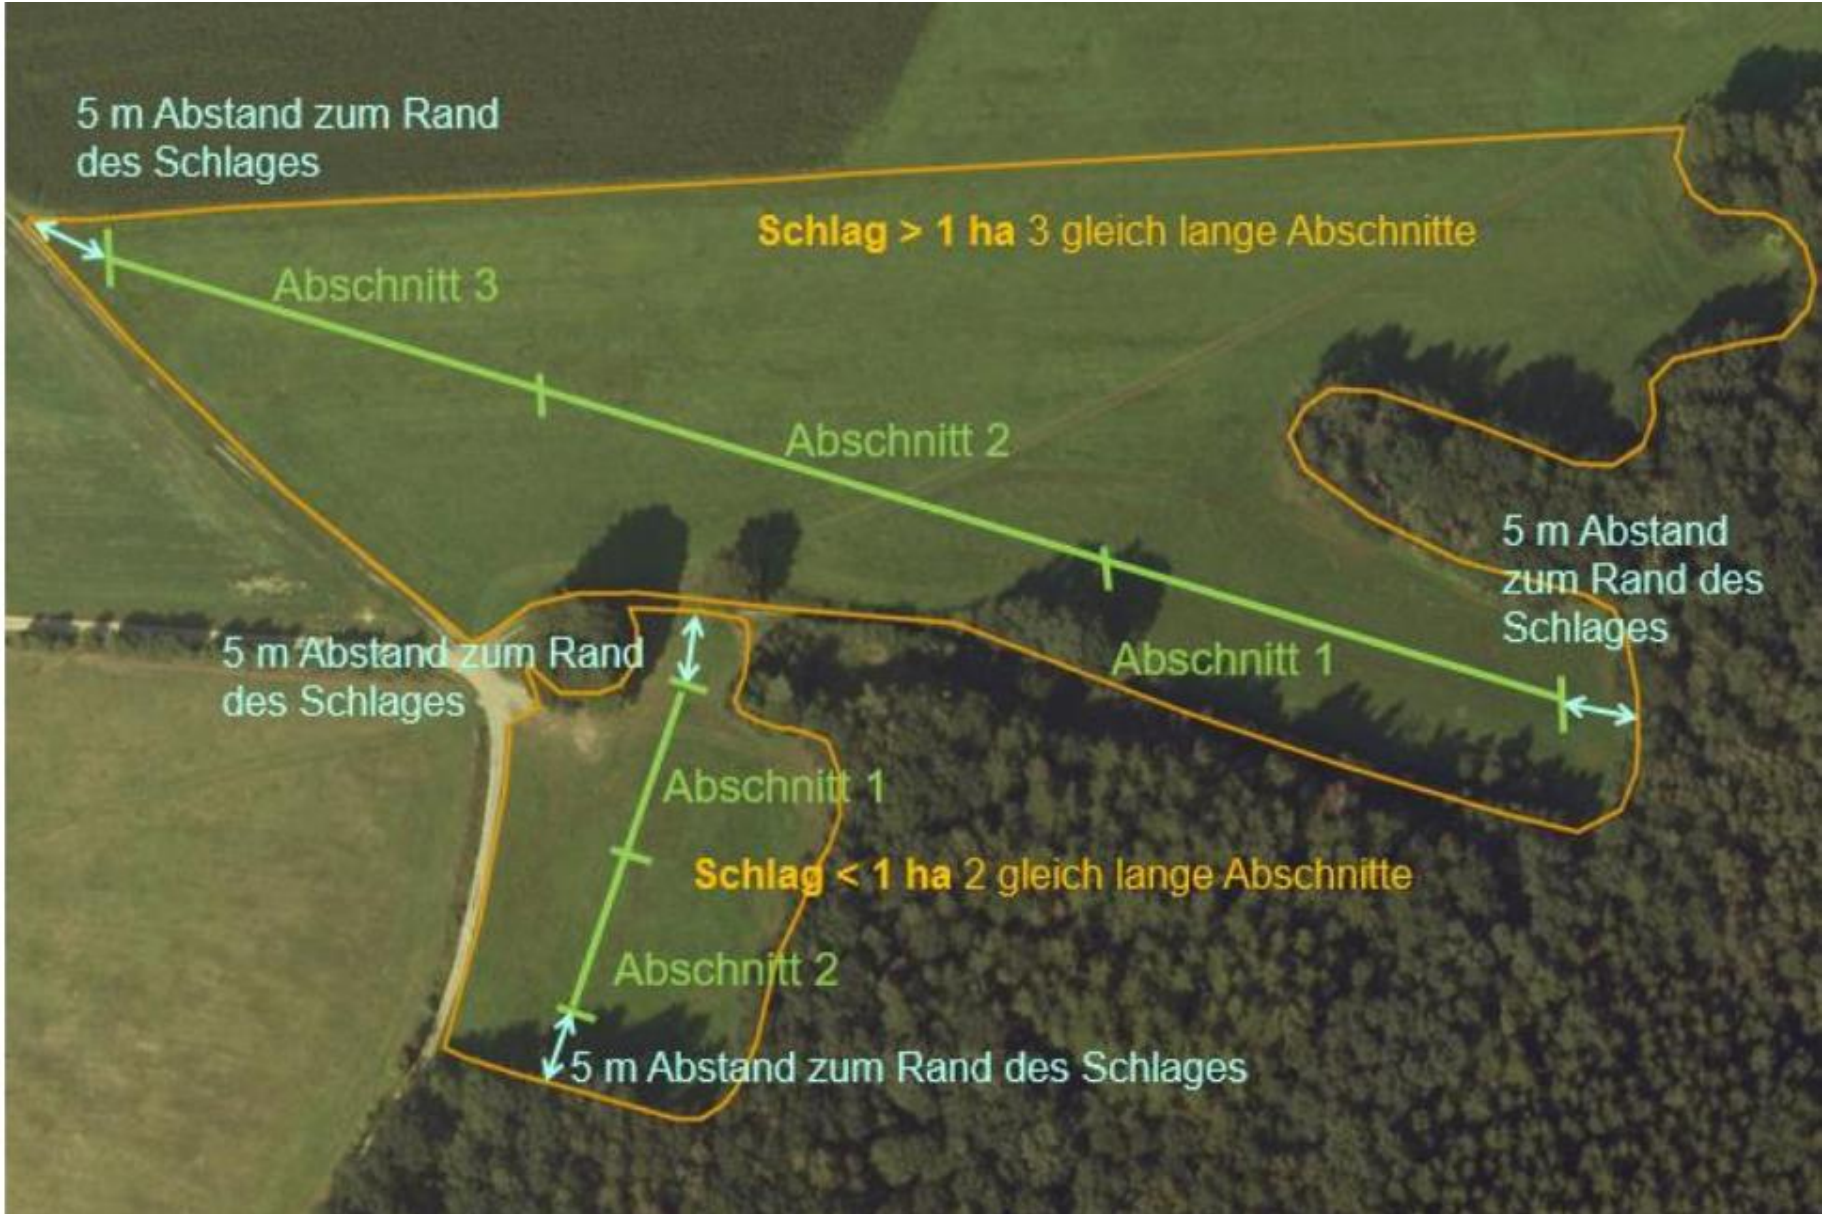 5 m Abstand zum Rand
des Schlages
Schlag > 1 ha 3 gleich lange Abschnitte
Abschnitt 3
Abschnitt 2
5 m Abstand
zum Rand des
Schlages
5 m Abstand zum Rand
des Schlages
Abschnitt 1
Abschnitt 1
Schlag < 1 ha 2 gleich lange Abschnitte
Abschnitt 2
5 m Abstand zum Rand des Schlages